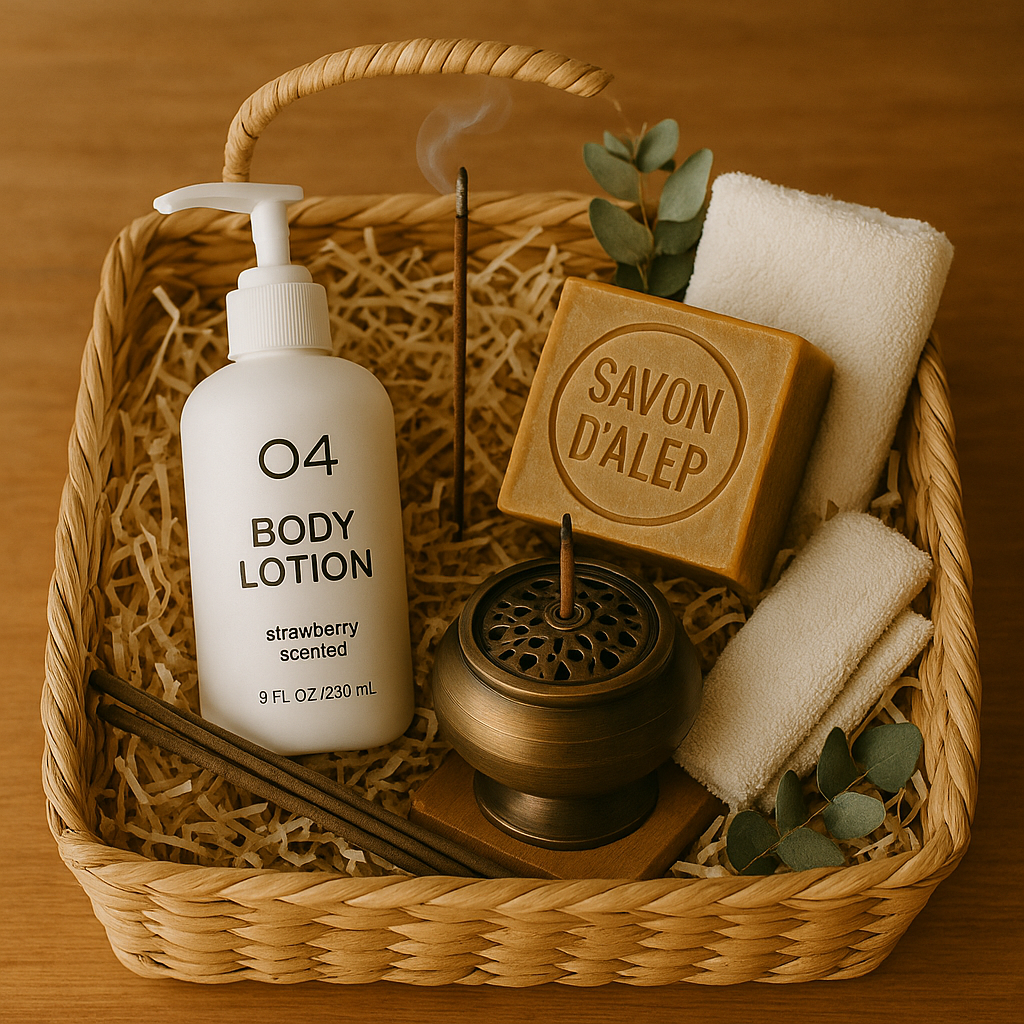 04
BODY
LOTION
strawberry
scented
9 FL OZ/230 mL
SAVON
D'ALEP